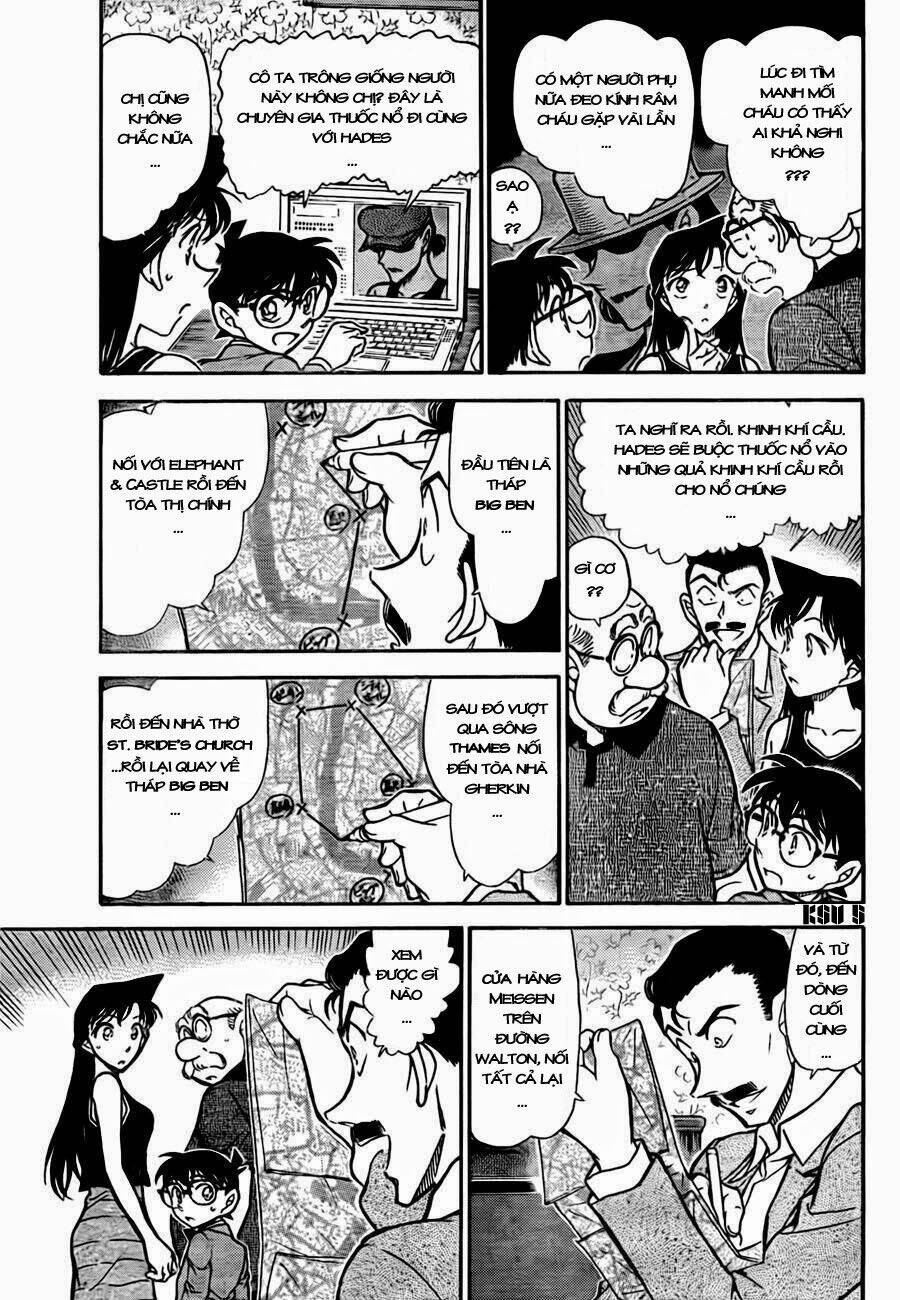 LÚC ĐI TÌM
MANH MỐI
CHÁU CÓ THẤY
AI KHẢ NGHI
KHÔNG
???
CÓ MỘT NGƯỜI PHỤ
NỮA ĐEO KÍNH RÂM
CHÁU GẶP VÀI LẦN
...
SAO
Ạ
??
CÔ TA TRÔNG GIỐNG NGƯỜI
NÀY KHÔNG CHỊ? ĐÂY LÀ
CHUYÊN GIA THUỐC NỔ ĐI CÙNG
VỚI HADES
...
CHỊ CŨNG
KHÔNG
CHẮC NỮA
...
TA NGHĨ RA RỒI. KHINH KHÍ CẦU.
HADES SẼ BUỘC THUỐC NỔ VÀO
NHỮNG QUẢ KHINH KHÍ CẦU RỒI
CHO NỔ CHÚNG
...
GÌ CƠ
??
ĐẦU TIÊN LÀ
THÁP
BIG BEN
...
NỐI VỚI ELEPHANT
& CASTLE RỒI ĐẾN
TÒA THỊ CHÍNH
...
SAU ĐÓ VƯỢT
QUA SÔNG
THAMES NỐI
ĐẾN TÒA NHÀ
GHERKIN
...
RỒI ĐẾN NHÀ THỜ
ST. BRIDE'S CHURCH
...RỒI LẠI QUAY VỀ
THÁP BIG BEN
...
KSV 5
VÀ TỪ
ĐÓ, ĐẾN
DÒNG
CUỐI
CÙNG
...
CỬA HÀNG
MEISSEN
TRÊN
ĐƯỜNG
WALTON, NỐI
TẤT CẢ LẠI
...
XEM
ĐƯỢC GÌ
NÀO
...